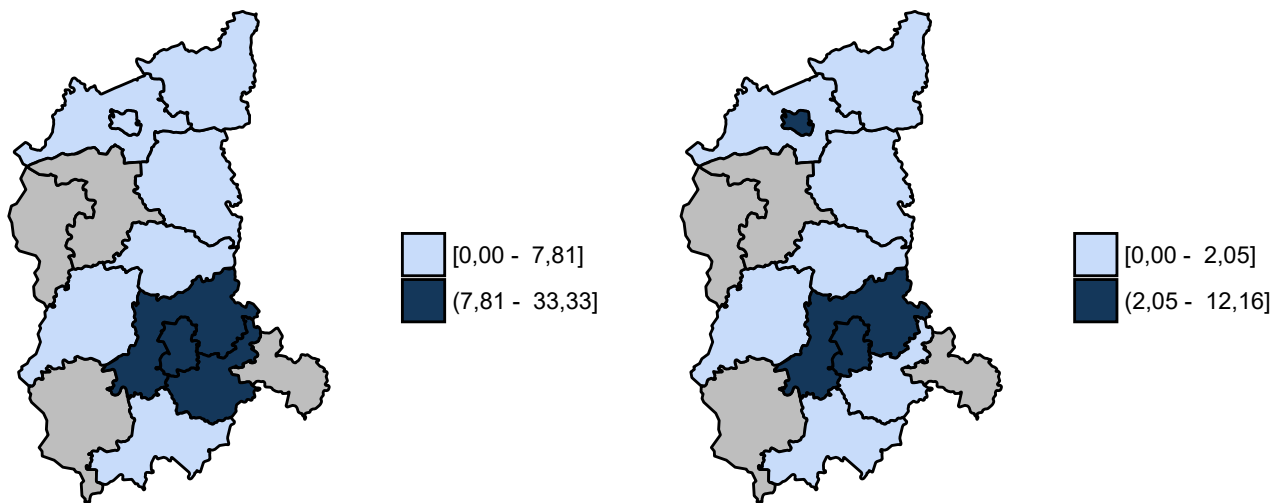 [0,00 -  7,81]
(7,81 -  33,33]
[0,00 -  2,05]
(2,05 -  12,16]